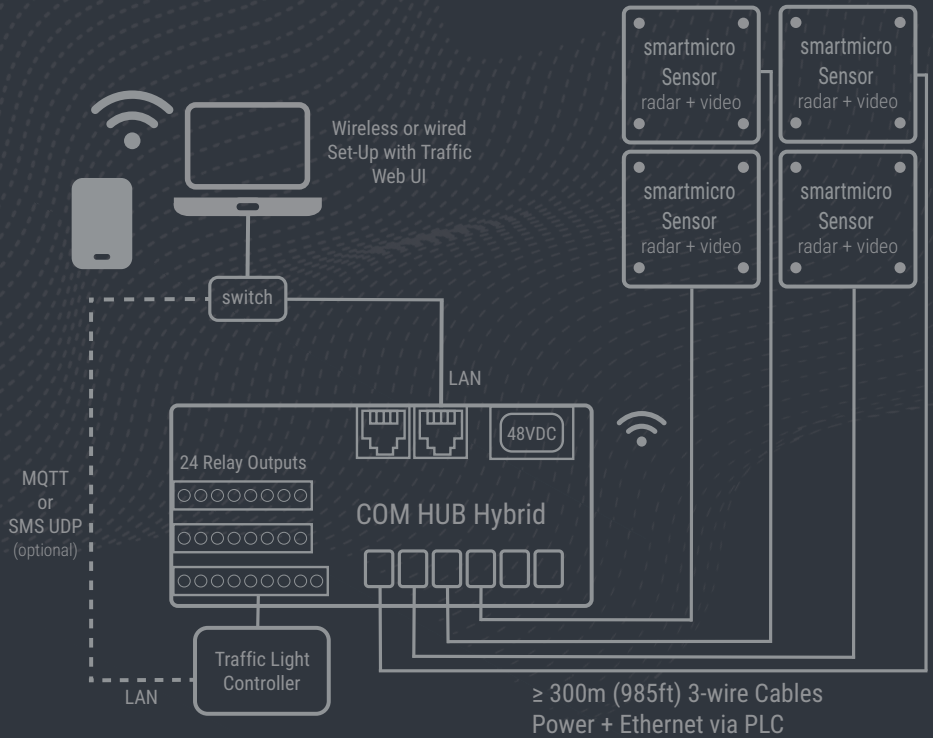 smartmicro
Sensor
radar + video
smartmicro
Sensor
radar + video
Wireless or wired
Set-Up with Traffic
Web UI
smartmicro
Sensor
radar + video
smartmicro
Sensor
radar + video
switch
LAN
48VDC
24 Relay Outputs
MQTT
or
SMS UDP
(optional)
COM HUB Hybrid
Traffic Light
Controller
LAN
≥ 300m (985ft) 3-wire Cables
Power + Ethernet via PLC